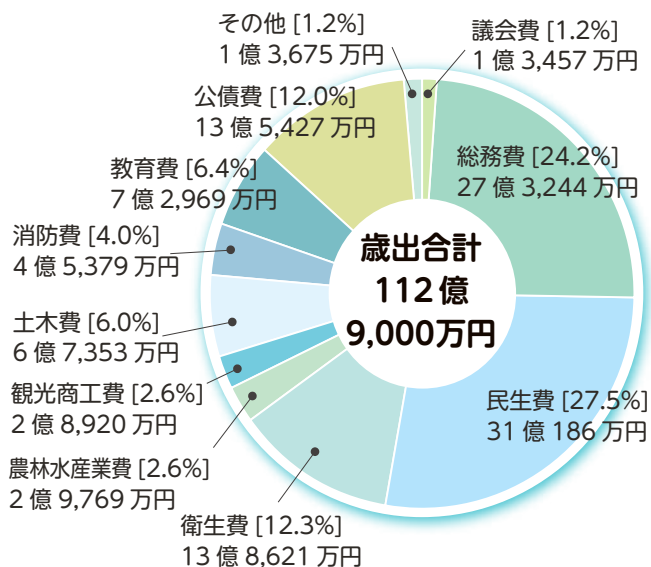 その他 [1.2%]
1 億 3,675 万円
議会費 [1.2%]
1 億 3,457 万円
公債費 [12.0%]
13 億 5,427 万円
総務費 [24.2%]
27 億 3,244 万円
教育費 [6.4%]
7 億 2,969 万円
消防費 [4.0%]
4 億 5,379 万円
歳出合計
112 億
9,000万円
土木費 [6.0%]
6 億 7,353 万円
観光商工費 [2.6%]
2 億 8,920 万円
民生費 [27.5%]
31 億 186 万円
農林水産業費 [2.6%]
2 億 9,769 万円
衛生費 [12.3%]
13 億 8,621 万円